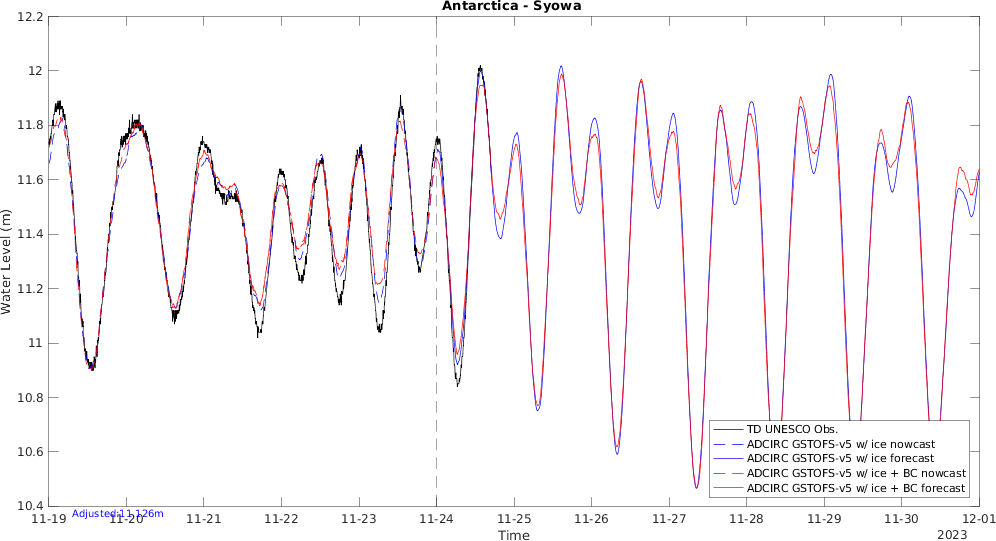 Antarctica - Syowa
12.2
12
11.8
11.6
11.4
11.2
11
10.8
10.6
10.4
Water Level (m)
TD UNESCO Obs.
ADCIRC GSTOFS-v5 w/ ice nowcast
ADCIRC GSTOFS-v5 w/ ice forecast
ADCIRC GSTOFS-v5 w/ ice + BC nowcast
ADCIRC GSTOFS-v5 w/ ice + BC forecast
11-19 11-20 11-21 11-22 11-23 11-24 11-25 11-26 11-27 11-28 11-29 11-30 12-01
Adjusted:11.126m
Time
2023